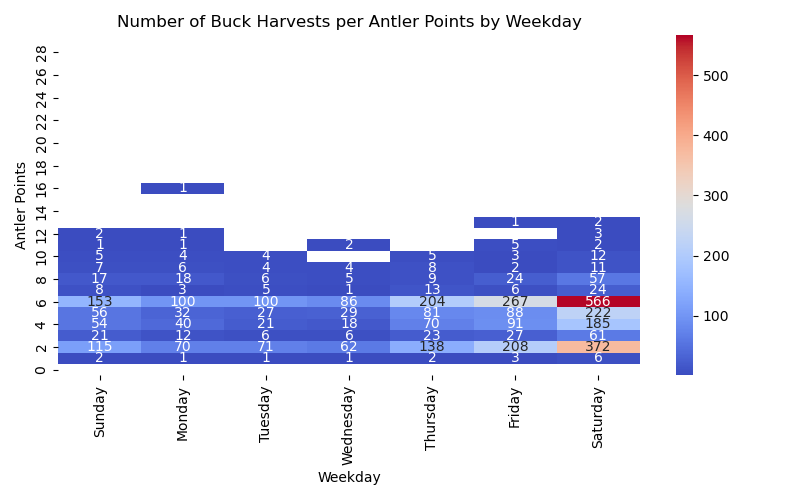 Number of Buck Harvests per Antler Points by Weekday
Antler Points
28
26
24
22
20
18
16 1
14
1 2
12 2 1 3
1 1 2 5 2
10 5 4 4 5 3 12
7 6 4 4 8 2 11
8 17 18 6 5 9 24 57
8 3 5 1 13 6 24
6 153 100 100 86 204 267 566
56 32 27 29 81 88 222
4 54 40 21 18 70 91 185
21 12 6 6 23 27 61
2 115 70 71 62 138 208 372
2 1 1 1 2 3 6
0
Sunday Monday Tuesday Wednesday Thursday Friday Saturday
Weekday
500
400
300
200
100